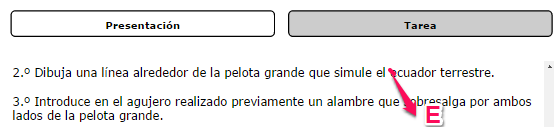 Presentación
Tarea
2.º Dibuja una línea alrededor de la pelota grande que simule el ecuador terrestre.
3.º Introduce en el agujero realizado previamente un alambre que sobresalga por ambos
lados de la pelota grande.
E